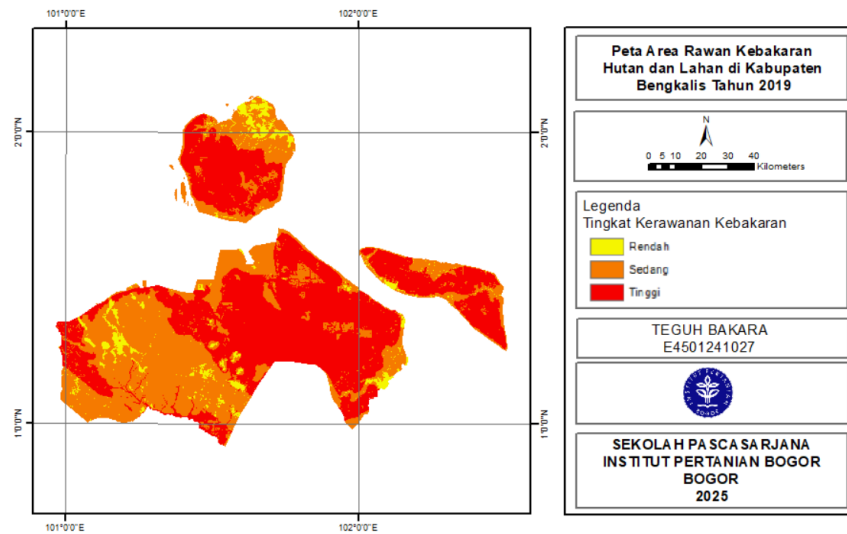 101°0'0"E
102°0'0"E
2°0'0"N
2°0'0"N
1°0'0"N
1°0'0"N
101°0'0"E
102°0'0"E
Peta Area Rawan Kebakaran
Hutan dan Lahan di Kabupaten
Bengkalis Tahun 2019
N
0 5 10 20 30 40
Kilometers
Legenda
Tingkat Kerawanan Kebakaran
Rendah
Sedang
Tinggi
TEGUH BAKARA
E4501241027
INSTITUT PERTANIAN
BOGOR
SEKOLAH PASCASARJANA
INSTITUT PERTANIAN BOGOR
BOGOR
2025